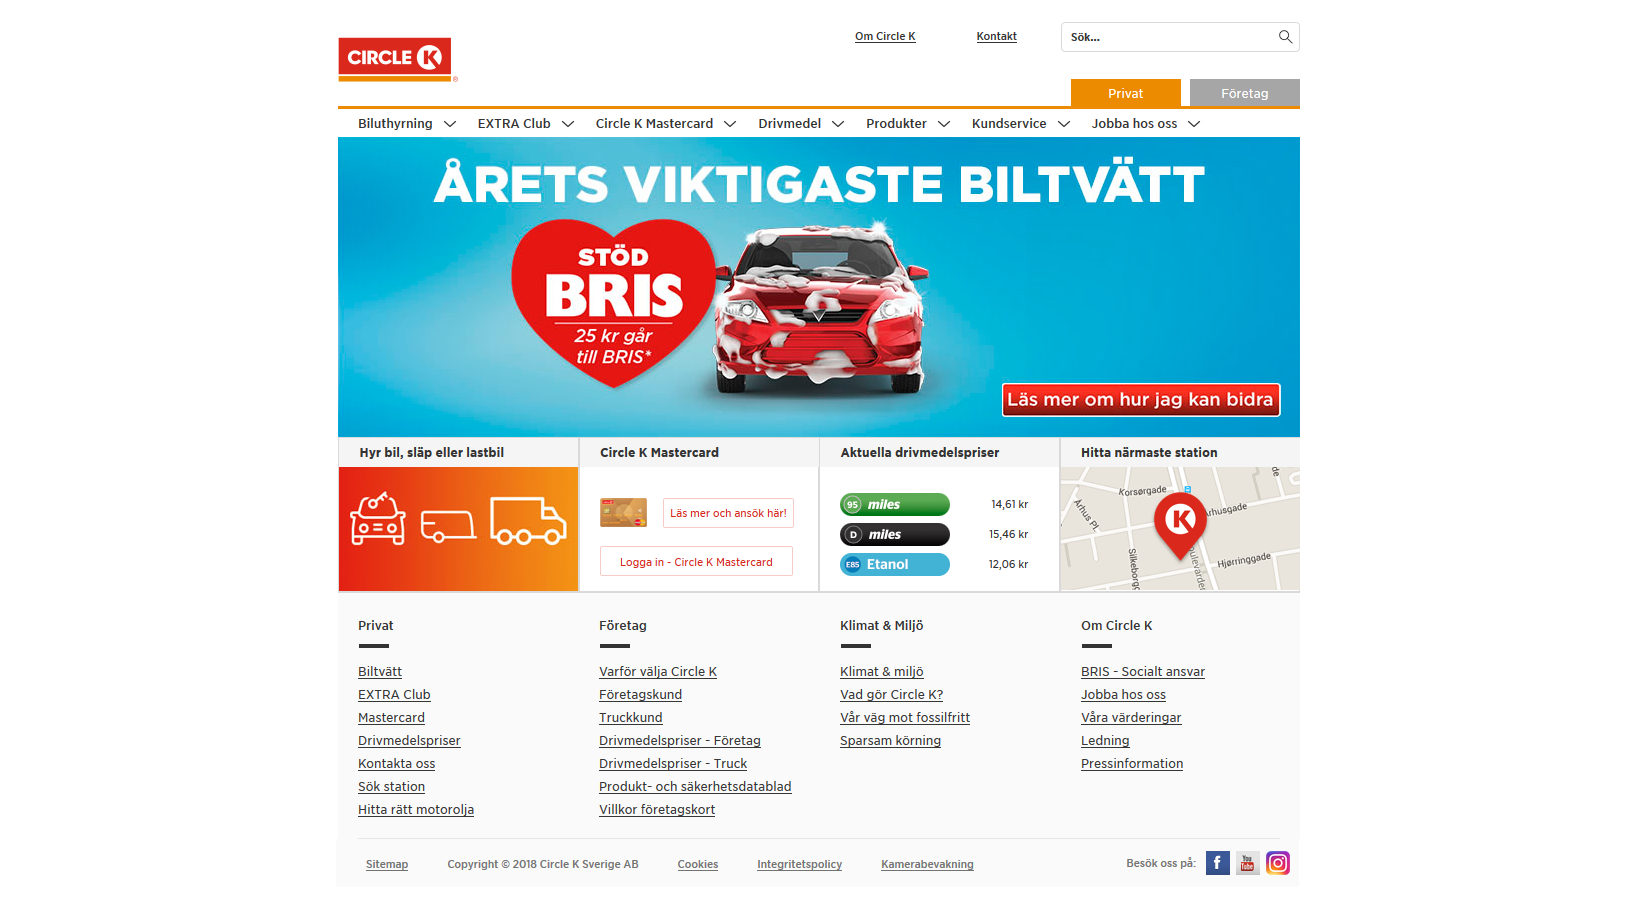 CIRCLE K
Om Circle K
Kontakt
Sök...
Privat
Företag
Biluthyrning
EXTRA Club
Circle K Mastercard
Drivmedel
Produkter
Kundservice
Jobba hos oss
ÅRETS VIKTIGASTE BILTVÄTT
STÖD
BRIS
25 kr går
till BRIS*
Läs mer om hur jag kan bidra
Hyr bil, släp eller lastbil
Circle K Mastercard
Läs mer och ansök här!
Logga in - Circle K Mastercard
Aktuella drivmedelspriser
95 miles 14,61 kr
D miles 15,46 kr
E85 Etanol 12,06 kr
Hitta närmaste station
Korsørgade
Århus Pl.
Silkeborg
Hjørringgade
K
Privat
Biltvätt
EXTRA Club
Mastercard
Drivmedelspriser
Kontakta oss
Sök station
Hitta rätt motorolja
Företag
Varför välja Circle K
Företagskund
Truckkund
Drivmedelspriser - Företag
Drivmedelspriser - Truck
Produkt- och säkerhetsdatablad
Villkor företagskort
Klimat & Miljö
Klimat & miljö
Vad gör Circle K?
Vår väg mot fossilfritt
Sparsam körning
Om Circle K
BRIS - Socialt ansvar
Jobba hos oss
Våra värderingar
Ledning
Pressinformation
Sitemap
Copyright © 2018 Circle K Sverige AB
Cookies
Integritetspolicy
Kamerabevakning
Besök oss på:
f
You
Tube